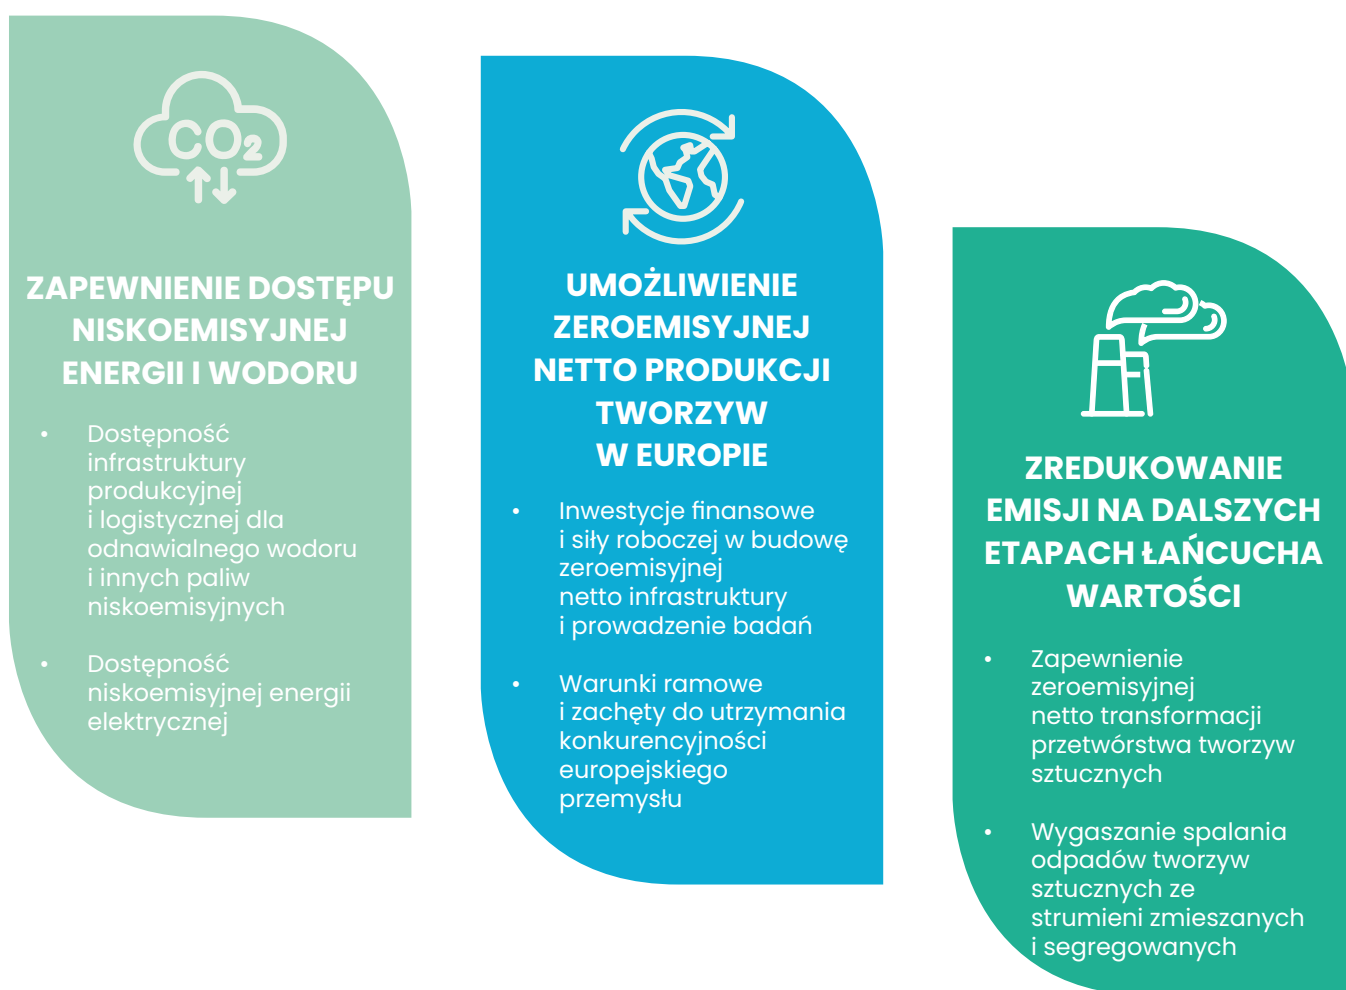 CO₂
ZAPEWNIENIE DOSTĘPU
NISKOEMISYJNEJ
ENERGII I WODORU
• Dostępność
infrastruktury
produkcyjnej
i logistycznej dla
odnawialnego wodoru
i innych paliw
niskoemisyjnych
• Dostępność
niskoemisyjnej energii
elektrycznej
UMOŻLIWIENIE
ZEROEMISYJNEJ
NETTO PRODUKCJI
TWORZYW
W EUROPIE
• Inwestycje finansowe
i siły roboczej w budowę
zeroemisyjnej
netto infrastruktury
i prowadzenie badań
• Warunki ramowe
i zachęty do utrzymania
konkurencyjności
europejskiego
przemysłu
ZREDUKOWANIE
EMISJI NA DALSZYCH
ETAPACH ŁAŃCUCHA
WARTOŚCI
• Zapewnienie
zeroemisyjnej
netto transformacji
przetwórstwa tworzyw
sztucznych
• Wygaszanie spalania
odpadów tworzyw
sztucznych ze
strumieni zmieszanych
i segregowanych